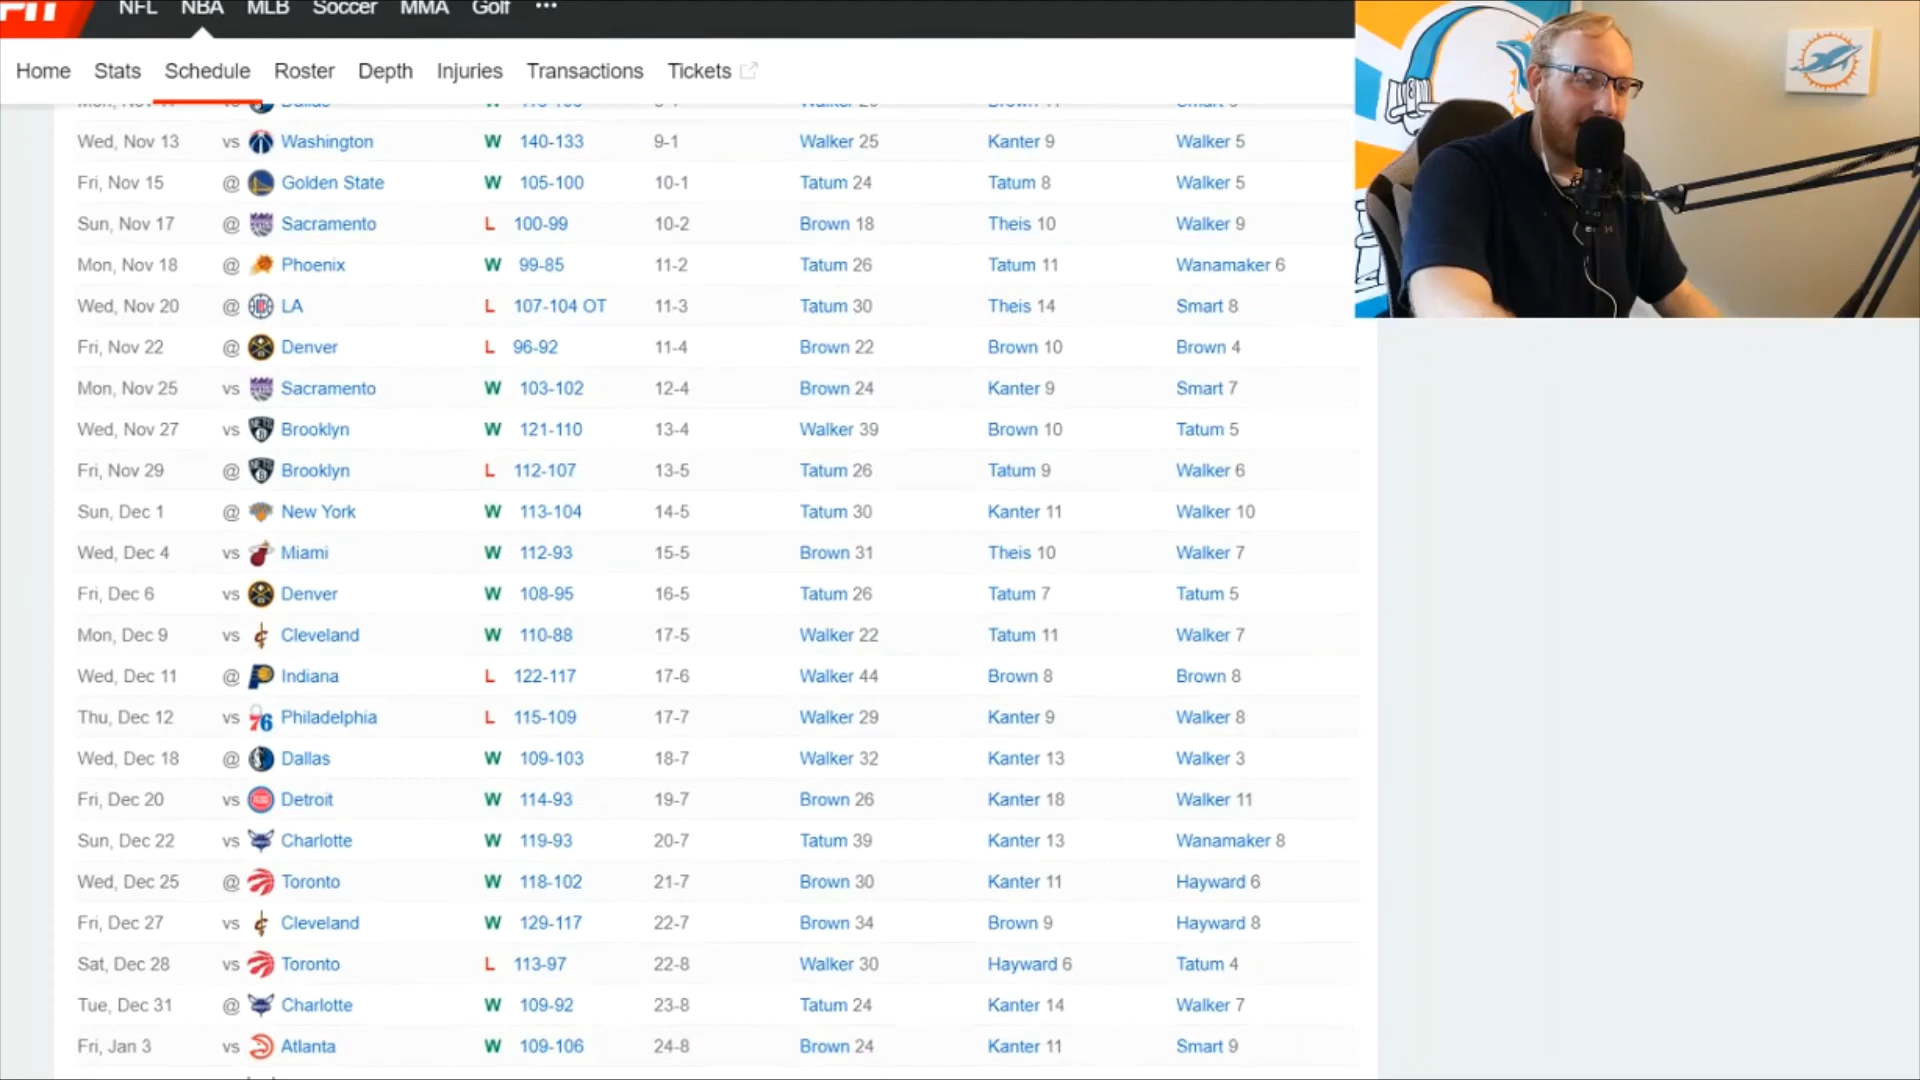 NFL NBA MLB Soccer MMA Golf ...
Home Stats Schedule Roster Depth Injuries Transactions Tickets
Wed, Nov 13 vs Washington W 140-133 9-1 Walker 25 Kanter 9 Walker 5
Fri, Nov 15 @ Golden State W 105-100 10-1 Tatum 24 Tatum 8 Walker 5
Sun, Nov 17 @ Sacramento L 100-99 10-2 Brown 18 Theis 10 Walker 9
Mon, Nov 18 @ Phoenix W 99-85 11-2 Tatum 26 Tatum 11 Wanamaker 6
Wed, Nov 20 @ LA L 107-104 OT 11-3 Tatum 30 Theis 14 Smart 8
Fri, Nov 22 @ Denver L 96-92 11-4 Brown 22 Brown 10 Brown 4
Mon, Nov 25 vs Sacramento W 103-102 12-4 Brown 24 Kanter 9 Smart 7
Wed, Nov 27 vs Brooklyn W 121-110 13-4 Walker 39 Brown 10 Tatum 5
Fri, Nov 29 @ Brooklyn L 112-107 13-5 Tatum 26 Tatum 9 Walker 6
Sun, Dec 1 @ New York W 113-104 14-5 Tatum 30 Kanter 11 Walker 10
Wed, Dec 4 vs Miami W 112-93 15-5 Brown 31 Theis 10 Walker 7
Fri, Dec 6 vs Denver W 108-95 16-5 Tatum 26 Tatum 7 Tatum 5
Mon, Dec 9 vs Cleveland W 110-88 17-5 Walker 22 Tatum 11 Walker 7
Wed, Dec 11 @ Indiana L 122-117 17-6 Walker 44 Brown 8 Brown 8
Thu, Dec 12 vs Philadelphia L 115-109 17-7 Walker 29 Kanter 9 Walker 8
Wed, Dec 18 @ Dallas W 109-103 18-7 Walker 32 Kanter 13 Walker 3
Fri, Dec 20 vs Detroit W 114-93 19-7 Brown 26 Kanter 18 Walker 11
Sun, Dec 22 vs Charlotte W 119-93 20-7 Tatum 39 Kanter 13 Wanamaker 8
Wed, Dec 25 @ Toronto W 118-102 21-7 Brown 30 Kanter 11 Hayward 6
Fri, Dec 27 vs Cleveland W 129-117 22-7 Brown 34 Brown 9 Hayward 8
Sat, Dec 28 vs Toronto L 113-97 22-8 Walker 30 Hayward 6 Tatum 4
Tue, Dec 31 @ Charlotte W 109-92 23-8 Tatum 24 Kanter 14 Walker 7
Fri, Jan 3 vs Atlanta W 109-106 24-8 Brown 24 Kanter 11 Smart 9